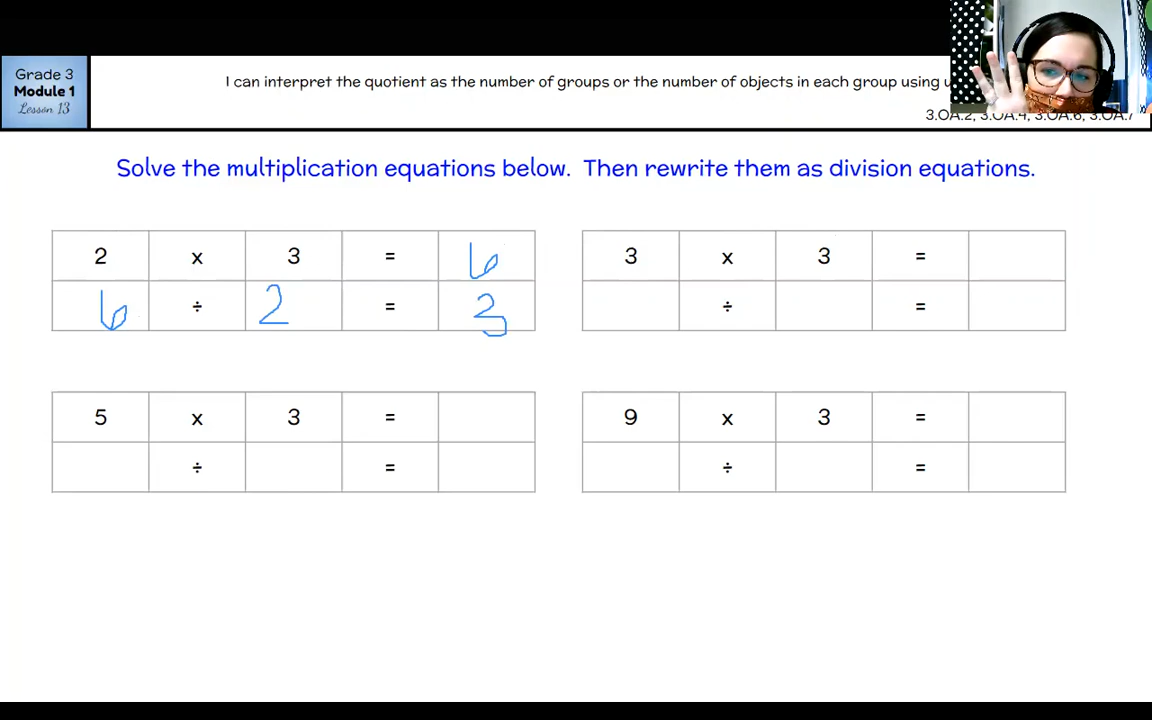 Grade 3
Module 1
Lesson 13
I can interpret the quotient as the number of groups or the number of objects in each group using
3.OA.2, 3.OA.4, 3.OA.6, 3.OA.7
Solve the multiplication equations below. Then rewrite them as division equations.
2 x 3 = 6
6 ÷ 2 = 3
3 x 3 =
÷ =
5 x 3 =
÷ =
9 x 3 =
÷ =